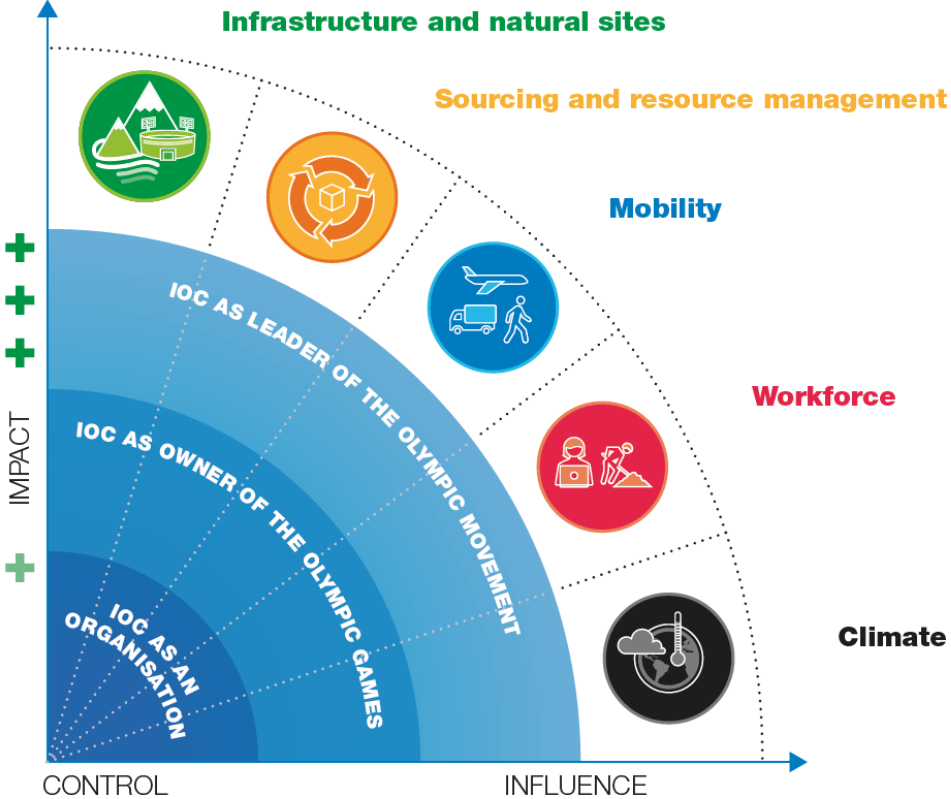 Infrastructure and natural sites
Sourcing and resource management
Mobility
Workforce
Climate
IOC AS LEADER OF THE OLYMPIC MOVEMENT
IOC AS OWNER OF THE OLYMPIC GAMES
IOC AS AN
ORGANISATION
+
+
+
IMPACT
+
CONTROL
INFLUENCE